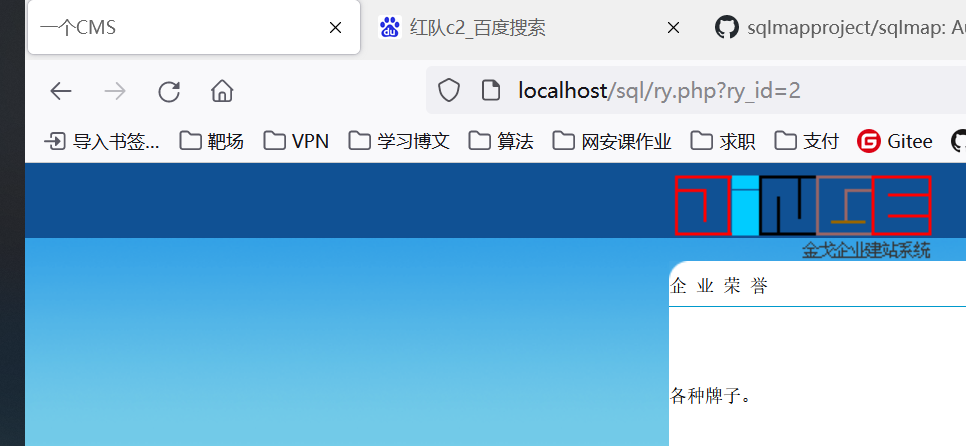 一个CMS 红队c2_百度搜索 sqlmapproject/sqlmap: Au
localhost/sql/ry.php?ry_id=2
导入书签... 靶场 VPN 学习博文 算法 网安课作业 求职 支付 Gitee
金戈企业建站系统
企 业 荣 誉
各种牌子。